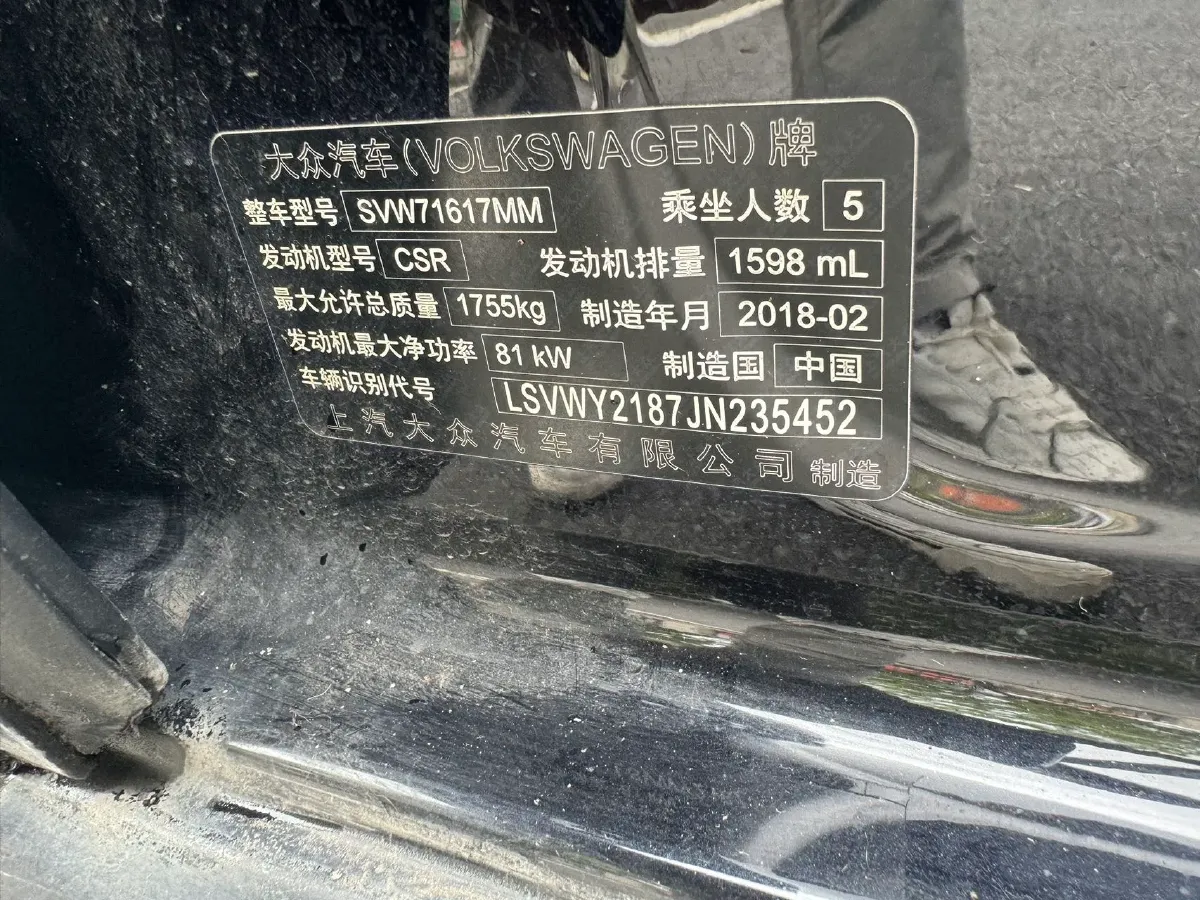 大众汽车(VOLKSWAGEN)牌
整车型号 SVW71617MM 乘坐人数 5
发动机型号 CSR 发动机排量 1598 mL
最大允许总质量 1755kg 制造年月 2018-02
发动机最大净功率 81 kW 制造国 中国
车辆识别代号 LSVWY2187JN235452
上汽大众汽车有限公司 制造